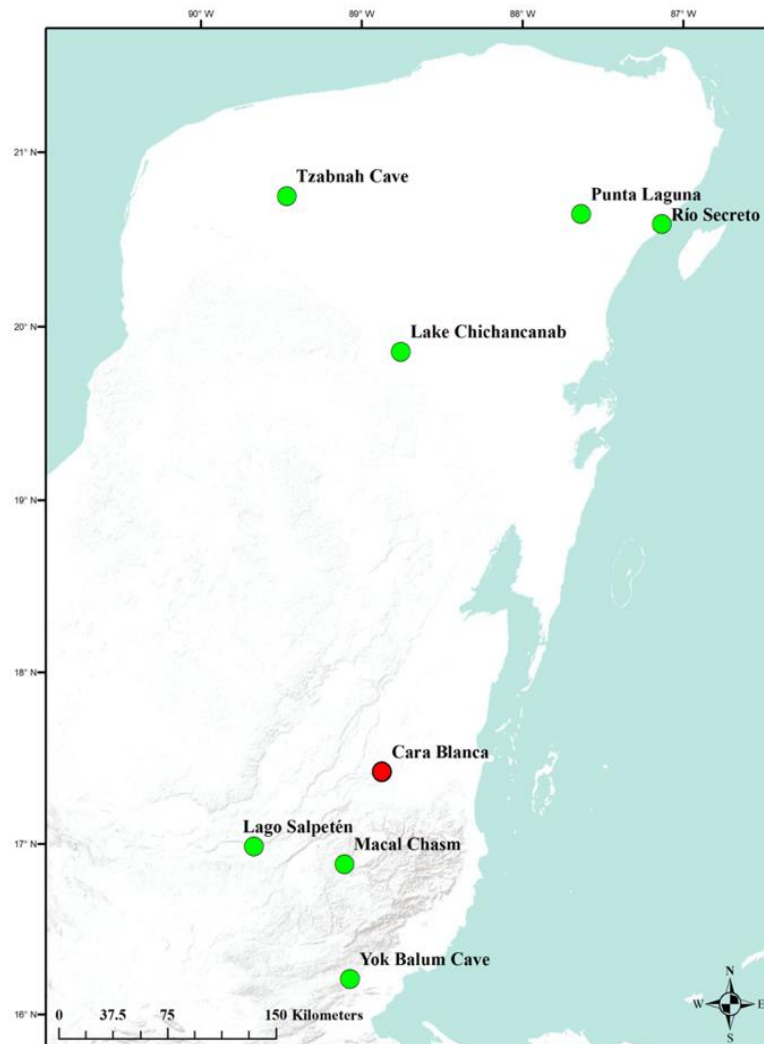 90° W
89° W
88° W
87° W
21° N
Tzabnah Cave
Punta Laguna
Río Secreto
20° N
Lake Chichancanab
19° N
18° N
Cara Blanca
17° N
Lago Salpetén
Macal Chasm
Yok Balum Cave
16° N
0 37.5 75 150 Kilometers
N
W E
S